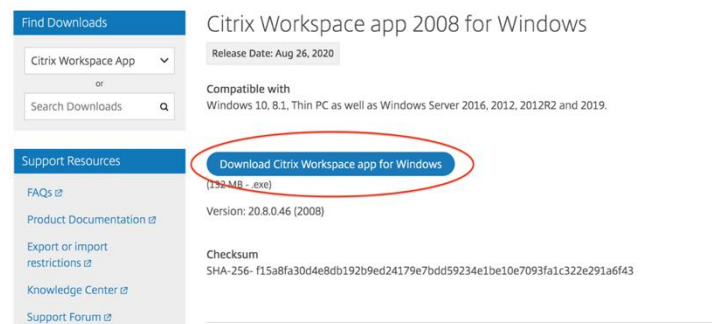 Find Downloads
Citrix Workspace App
or
Search Downloads
Support Resources
FAQs
Product Documentation
Export or import
restrictions
Knowledge Center
Support Forum
Citrix Workspace app 2008 for Windows
Release Date: Aug 26, 2020
Compatible with
Windows 10, 8.1, Thin PC as well as Windows Server 2016, 2012, 2012R2 and 2019.
Download Citrix Workspace app for Windows
(132 MB - .exe)
Version: 20.8.0.46 (2008)
Checksum
SHA-256- f15a8fa30d4e8db192b9ed24179e7bdd59234e1be10e7093fa1c322e291a6f43